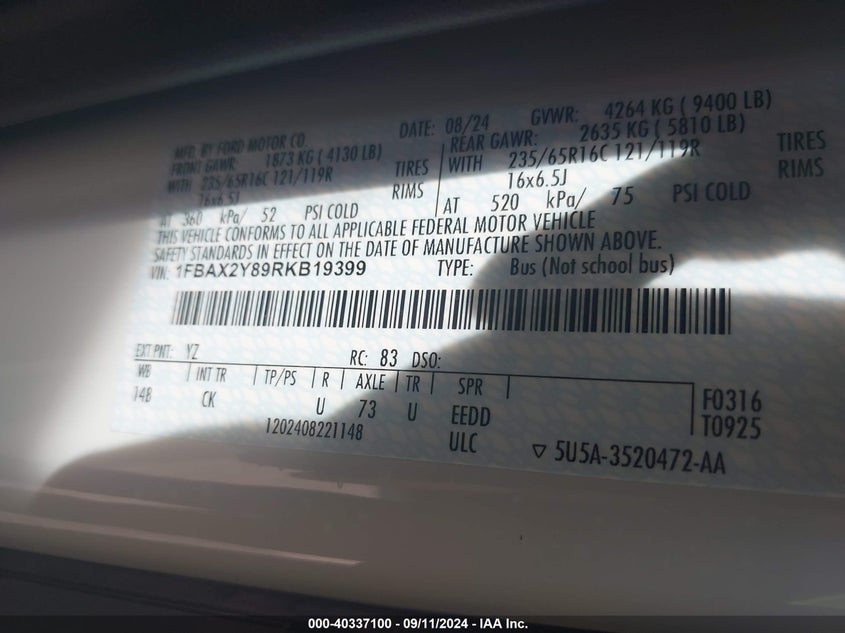 MFD. BY FORD MOTOR CO.
DATE: 08/24
GVWR: 4264 KG ( 9400 LB)
FRONT GAWR: 1873 KG ( 4130 LB)
REAR GAWR: 2635 KG ( 5810 LB)
WITH 235/65R16C 121/119R TIRES
WITH 235/65R16C 121/119R TIRES
16x6.5J RIMS
16x6.5J RIMS
AT 360 kPa/ 52 PSI COLD
AT 520 kPa/ 75 PSI COLD
THIS VEHICLE CONFORMS TO ALL APPLICABLE FEDERAL MOTOR VEHICLE
SAFETY STANDARDS IN EFFECT ON THE DATE OF MANUFACTURE SHOWN ABOVE.
VIN: 1FBAX2Y89RKB19399 TYPE: Bus (Not school bus)
EXT PNT: YZ RC: 83 DSO:
WB | INT TR | TP/PS | R | AXLE | TR | SPR
148 CK U 73 U EEDD
F0316
T0925
1202408221148 ULC
▽ 5U5A-3520472-AA
000-40337100 - 09/11/2024 - IAA Inc.